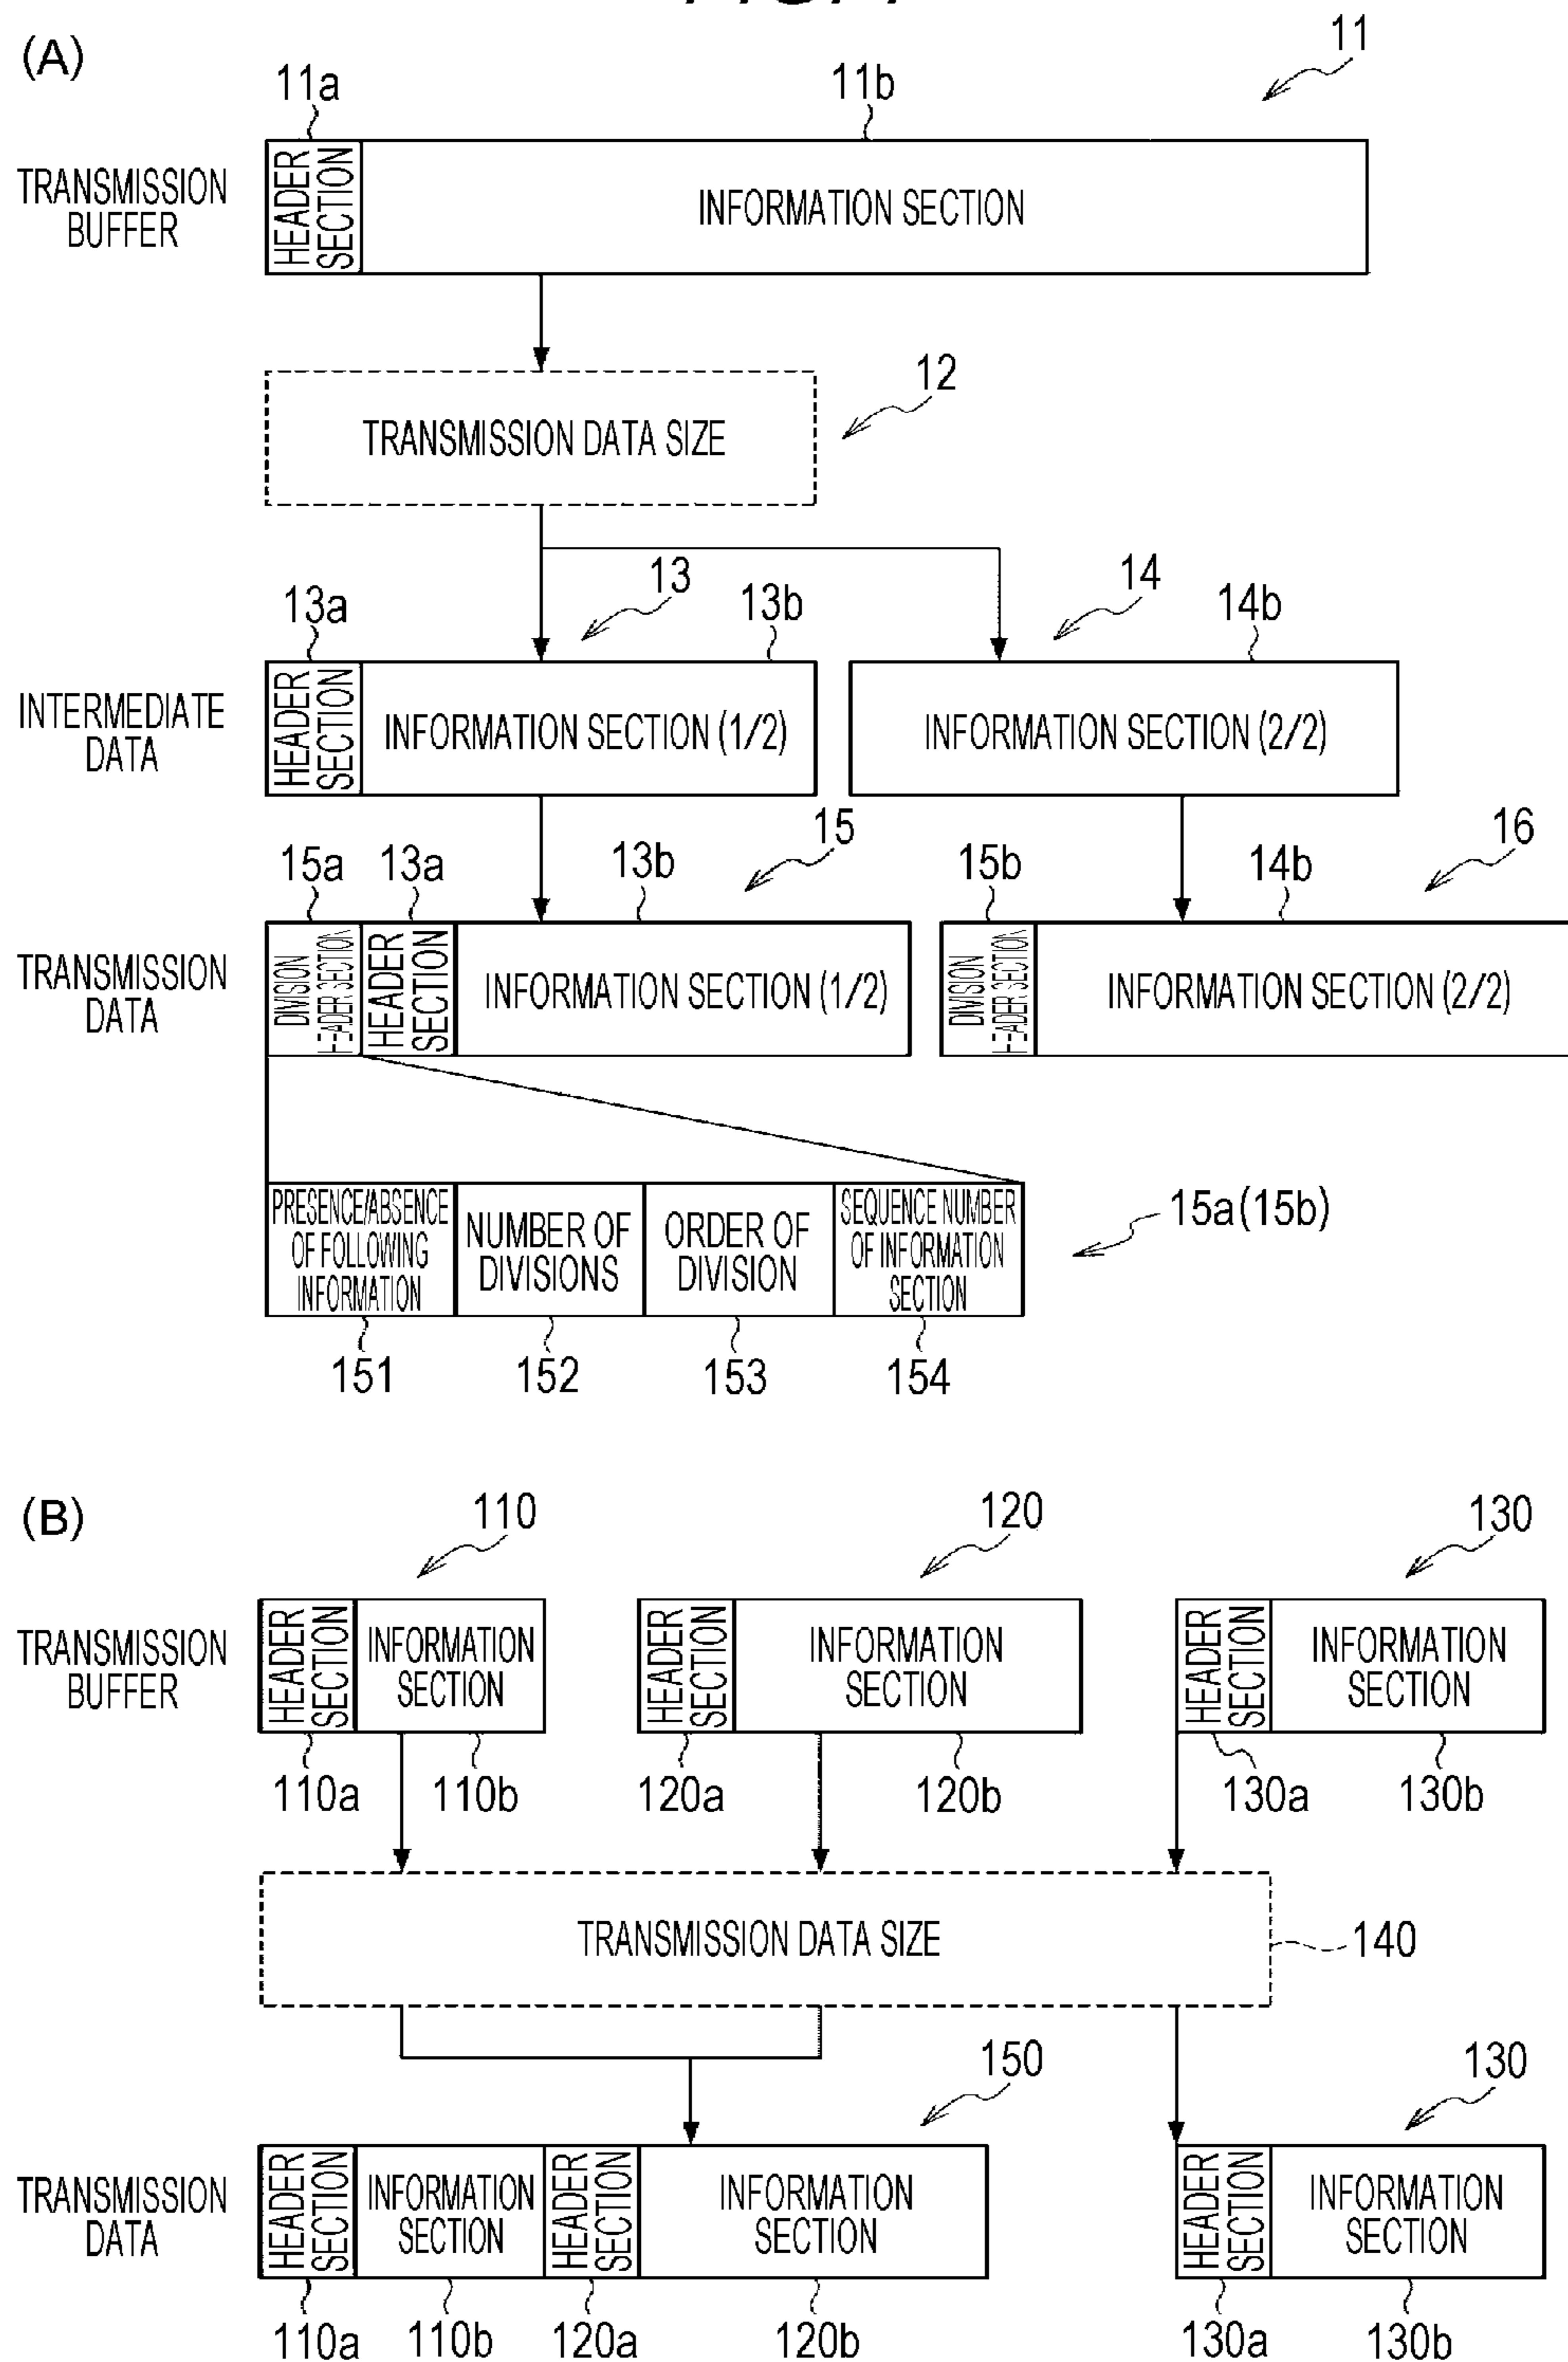 (A)
11
11a
11b
TRANSMISSION
BUFFER
HEADER
SECTION
INFORMATION SECTION
12
TRANSMISSION DATA SIZE
13
14
13a
13b
14b
INTERMEDIATE
DATA
HEADER
SECTION
INFORMATION SECTION (1/2)
INFORMATION SECTION (2/2)
15
16
15a
13a
13b
15b
14b
TRANSMISSION
DATA
DIVISION
HEADER SECTION
HEADER
SECTION
INFORMATION SECTION (1/2)
DIVISION
HEADER SECTION
INFORMATION SECTION (2/2)
PRESENCE/ABSENCE
OF FOLLOWING
INFORMATION
NUMBER OF
DIVISIONS
ORDER OF
DIVISION
SEQUENCE NUMBER
OF INFORMATION
SECTION
15a(15b)
151
152
153
154
(B)
110
120
130
TRANSMISSION
BUFFER
HEADER
SECTION
INFORMATION
SECTION
HEADER
SECTION
INFORMATION
SECTION
HEADER
SECTION
INFORMATION
SECTION
110a
110b
120a
120b
130a
130b
TRANSMISSION DATA SIZE
140
150
130
TRANSMISSION
DATA
HEADER
SECTION
INFORMATION
SECTION
HEADER
SECTION
INFORMATION
SECTION
HEADER
SECTION
INFORMATION
SECTION
110a
110b
120a
120b
130a
130b